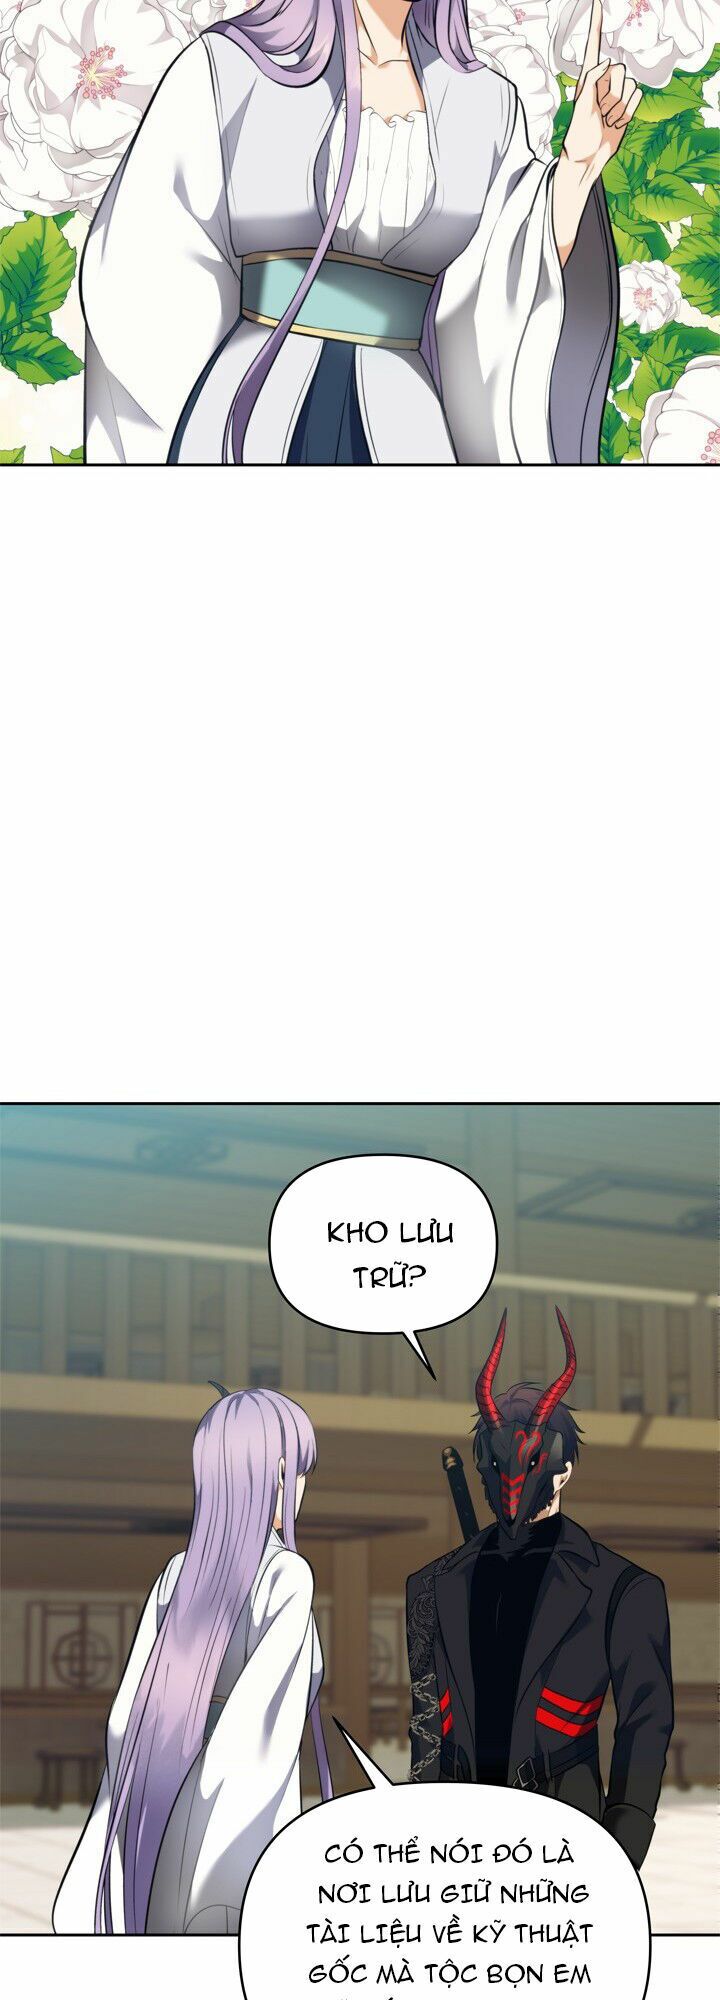 KHO LƯU
TRỮ?
CÓ THỂ NÓI ĐÓ LÀ
NƠI LƯU GIỮ NHỮNG
TÀI LIỆU VỀ KỸ THUẬT
GỐC MÀ TỘC BỌN EM